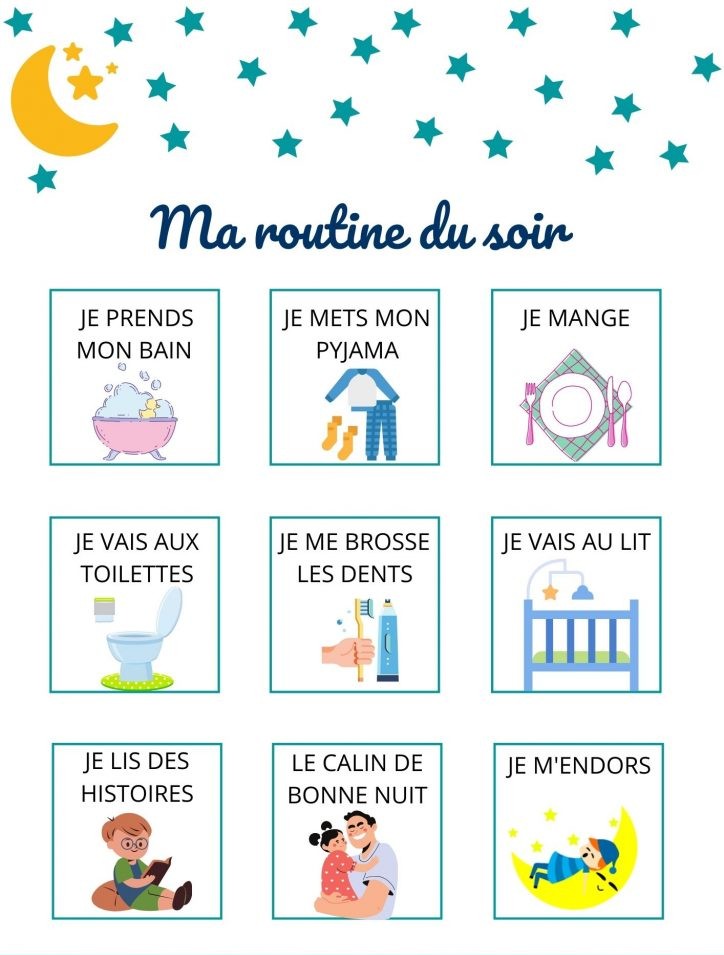 Ma routine du soir
JE PRENDS
MON BAIN
JE METS MON
PYJAMA
JE MANGE
JE VAIS AUX
TOILETTES
JE ME BROSSE
LES DENTS
JE VAIS AU LIT
JE LIS DES
HISTOIRES
LE CALIN DE
BONNE NUIT
JE M'ENDORS